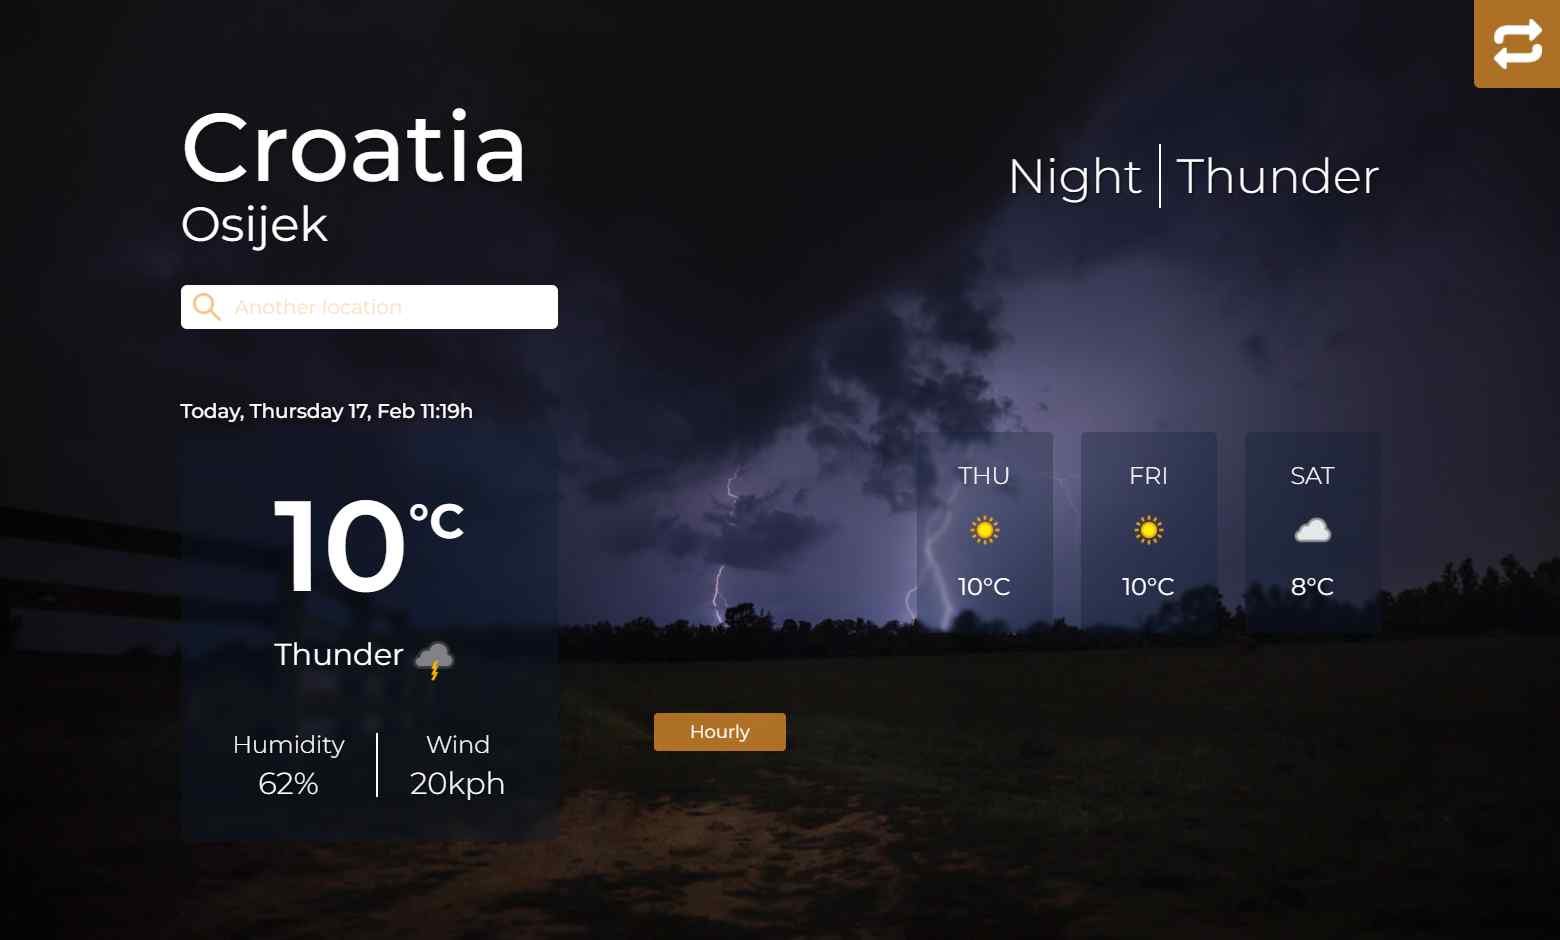 Croatia
Osijek
Night
Thunder
Another location
Today, Thursday 17, Feb 11:19h
10°C
Thunder
Humidity
62%
Wind
20kph
THU
10°C
FRI
10°C
SAT
8°C
Hourly